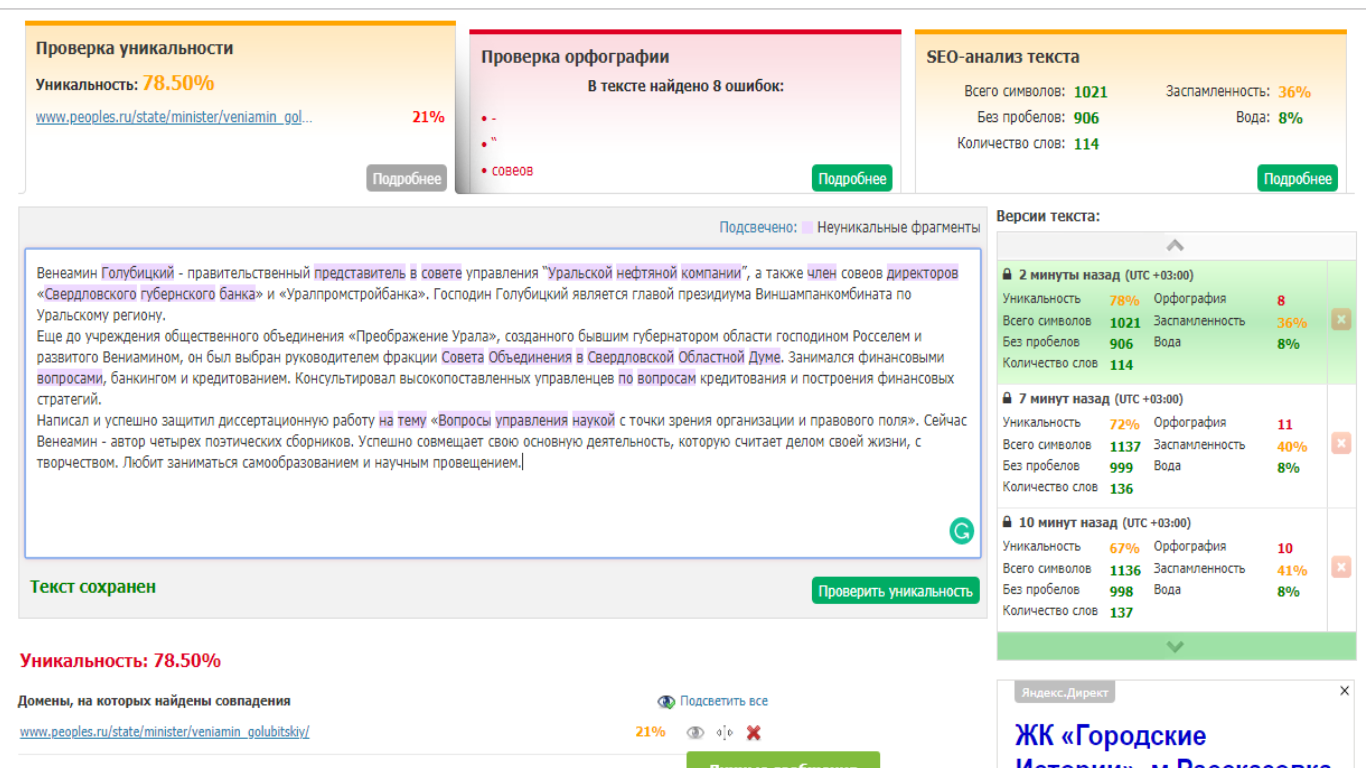 Проверка уникальности
Уникальность: 78.50%
www.peoples.ru/state/minister/veniamin_gol... 21%
Подробнее
Проверка орфографии
В тексте найдено 8 ошибок:
• -
• "
• совеов
Подробнее
SEO-анализ текста
Всего символов: 1021 Заспамленность: 36%
Без пробелов: 906 Вода: 8%
Количество слов: 114
Подробнее
Подсвечено: Неуникальные фрагменты
Венеамин Голубицкий - правительственный представитель в совете управления "Уральской нефтяной компании", а также член совеов директоров
«Свердловского губернского банка» и «Уралпромстройбанка». Господин Голубицкий является главой президиума Виншампанкомбината по
Уральскому региону.
Еще до учреждения общественного объединения «Преображение Урала», созданного бывшим губернатором области господином Росселем и
развитого Вениамином, он был выбран руководителем фракции Совета Объединения в Свердловской Областной Думе. Занимался финансовыми
вопросами, банкингом и кредитованием. Консультировал высокопоставленных управленцев по вопросам кредитования и построения финансовых
стратегий.
Написал и успешно защитил диссертационную работу на тему «Вопросы управления наукой с точки зрения организации и правового поля». Сейчас
Венеамин - автор четырех поэтических сборников. Успешно совмещает свою основную деятельность, которую считает делом своей жизни, с
творчеством. Любит заниматься самообразованием и научным провещением.
Текст сохранен
Проверить уникальность
Версии текста:
2 минуты назад (UTC +03:00)
Уникальность 78% Орфография 8
Всего символов 1021 Заспамленность 36%
Без пробелов 906 Вода 8%
Количество слов 114
7 минут назад (UTC +03:00)
Уникальность 72% Орфография 11
Всего символов 1137 Заспамленность 40%
Без пробелов 999 Вода 8%
Количество слов 136
10 минут назад (UTC +03:00)
Уникальность 67% Орфография 10
Всего символов 1136 Заспамленность 41%
Без пробелов 998 Вода 8%
Количество слов 137
Уникальность: 78.50%
Домены, на которых найдены совпадения Подсветить все
www.peoples.ru/state/minister/veniamin_golubitskiy/ 21%
Яндекс.Директ
ЖК «Городские